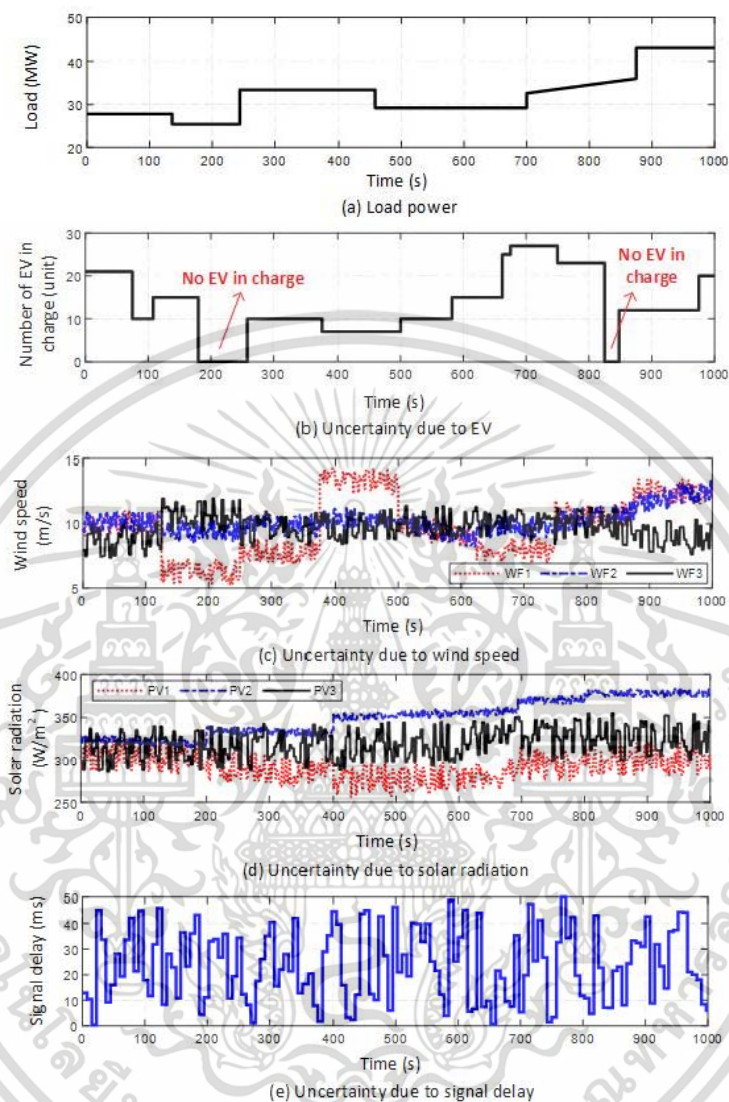 50
40
30
20
Load (MW)
0 100 200 300 400 500 600 700 800 900 1000
Time (s)
(a) Load power
30
20
10
0
Number of EV in
charge (unit)
No EV in charge
No EV in
charge
0 100 200 300 400 500 600 700 800 900 1000
Time (s)
(b) Uncertainty due to EV
15
10
5
Wind speed
(m/s)
WF1 WF2 WF3
0 100 200 300 400 500 600 700 800 900 1000
Time (s)
(c) Uncertainty due to wind speed
400
350
300
250
Solar radiation
(W/m²)
PV1 PV2 PV3
0 100 200 300 400 500 600 700 800 900 1000
Time (s)
(d) Uncertainty due to solar radiation
50
40
30
20
10
0
Signal delay (ms)
0 100 200 300 400 500 600 700 800 900 1000
Time (s)
(e) Uncertainty due to signal delay